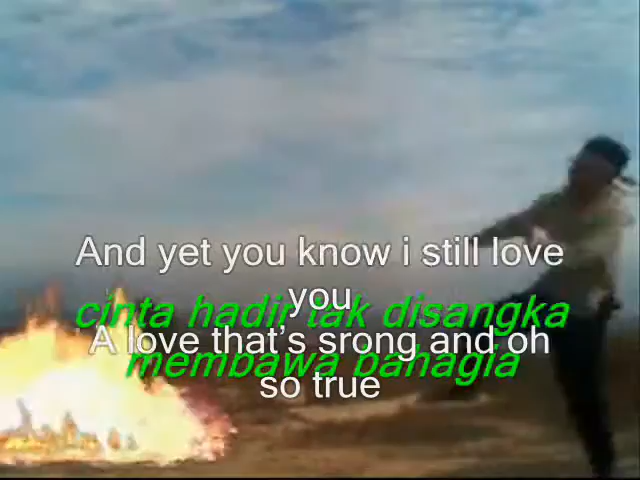 And yet you know i still love
you
cinta hadir tak disangka
A love that's srong and oh
membawa bahagia
so true